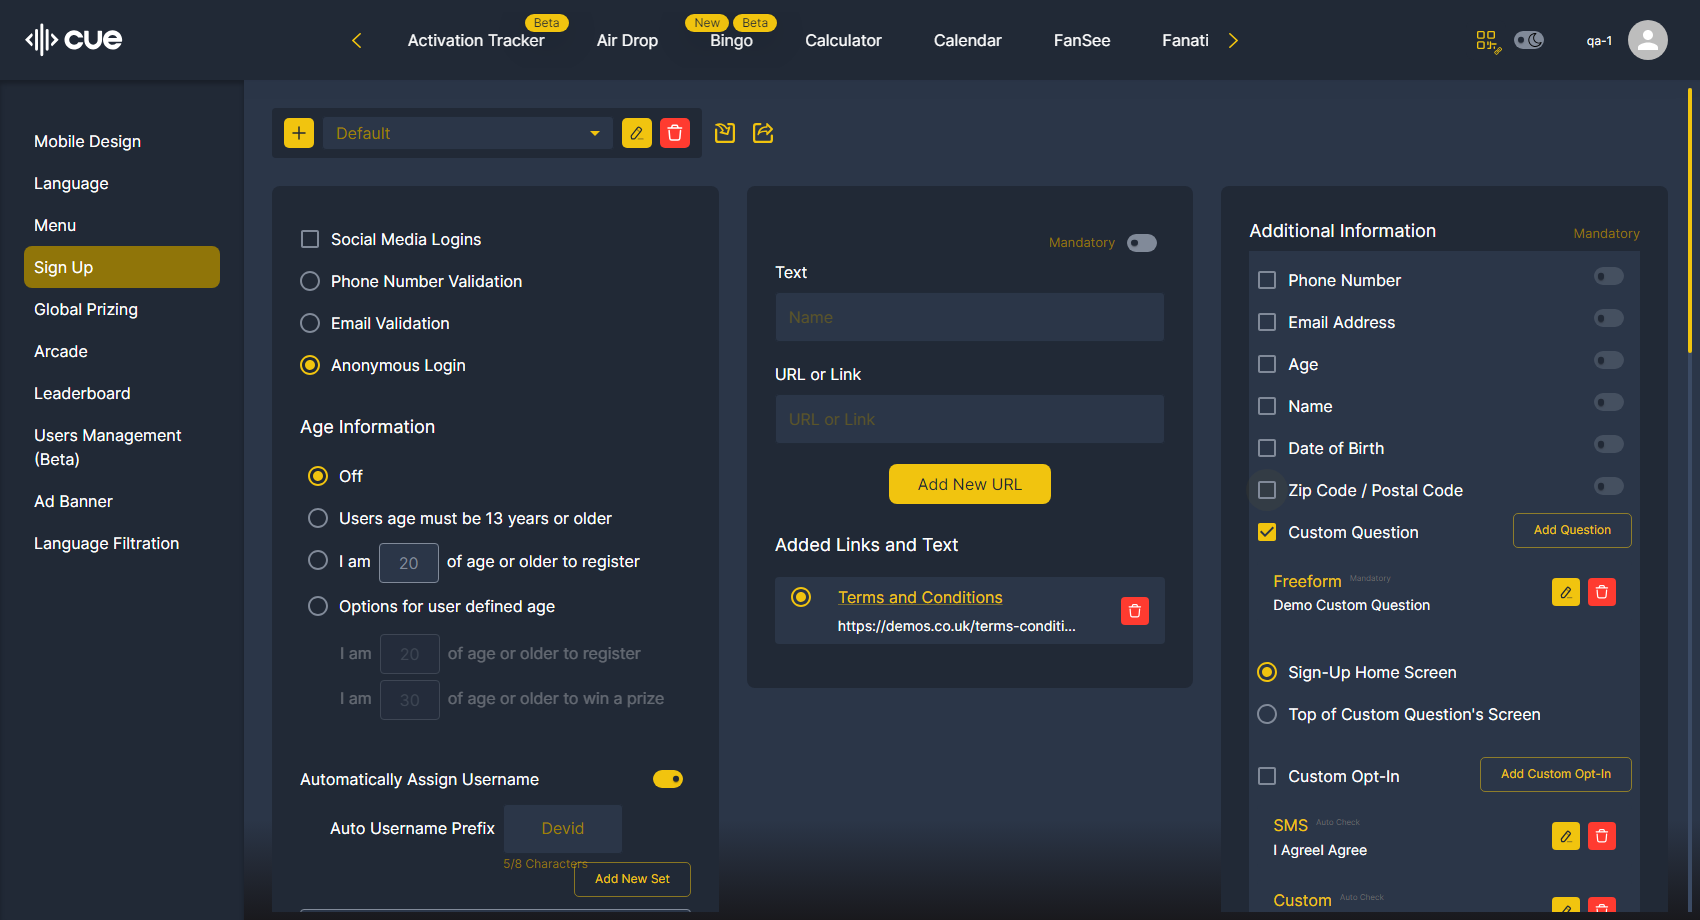 cue
Activation Tracker
Beta
Air Drop
New
Beta
Bingo
Calculator
Calendar
FanSee
Fanati
qa-1
Mobile Design
Language
Menu
Sign Up
Global Prizing
Arcade
Leaderboard
Users Management
(Beta)
Ad Banner
Language Filtration
Default
Social Media Logins
Phone Number Validation
Email Validation
Anonymous Login
Age Information
Off
Users age must be 13 years or older
I am 20 of age or older to register
Options for user defined age
I am 20 of age or older to register
I am 30 of age or older to win a prize
Automatically Assign Username
Auto Username Prefix Devid
5/8 Characters
Add New Set
Mandatory
Text
Name
URL or Link
URL or Link
Add New URL
Added Links and Text
Terms and Conditions
https://demos.co.uk/terms-conditi...
Additional Information
Mandatory
Phone Number
Email Address
Age
Name
Date of Birth
Zip Code / Postal Code
Custom Question
Add Question
Freeform Mandatory
Demo Custom Question
Sign-Up Home Screen
Top of Custom Question's Screen
Custom Opt-In
Add Custom Opt-In
SMS Auto Check
I AgreeI Agree
Custom Auto Check